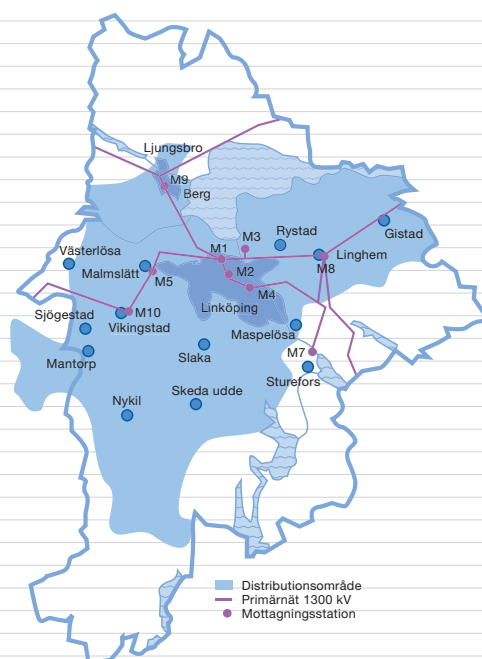 Ljungsbro
M9
Berg
Rystad
Gistad
M3
M1
Västerlösa
Linghem
Malmslätt
M8
M2
M5
M4
Linköping
M10
Sjögestad
Vikingstad
Maspelösa
M7
Slaka
Mantorp
Sturefors
Skeda udde
Nykil
Distributionsområde
Primärnät 1300 kV
Mottagningsstation